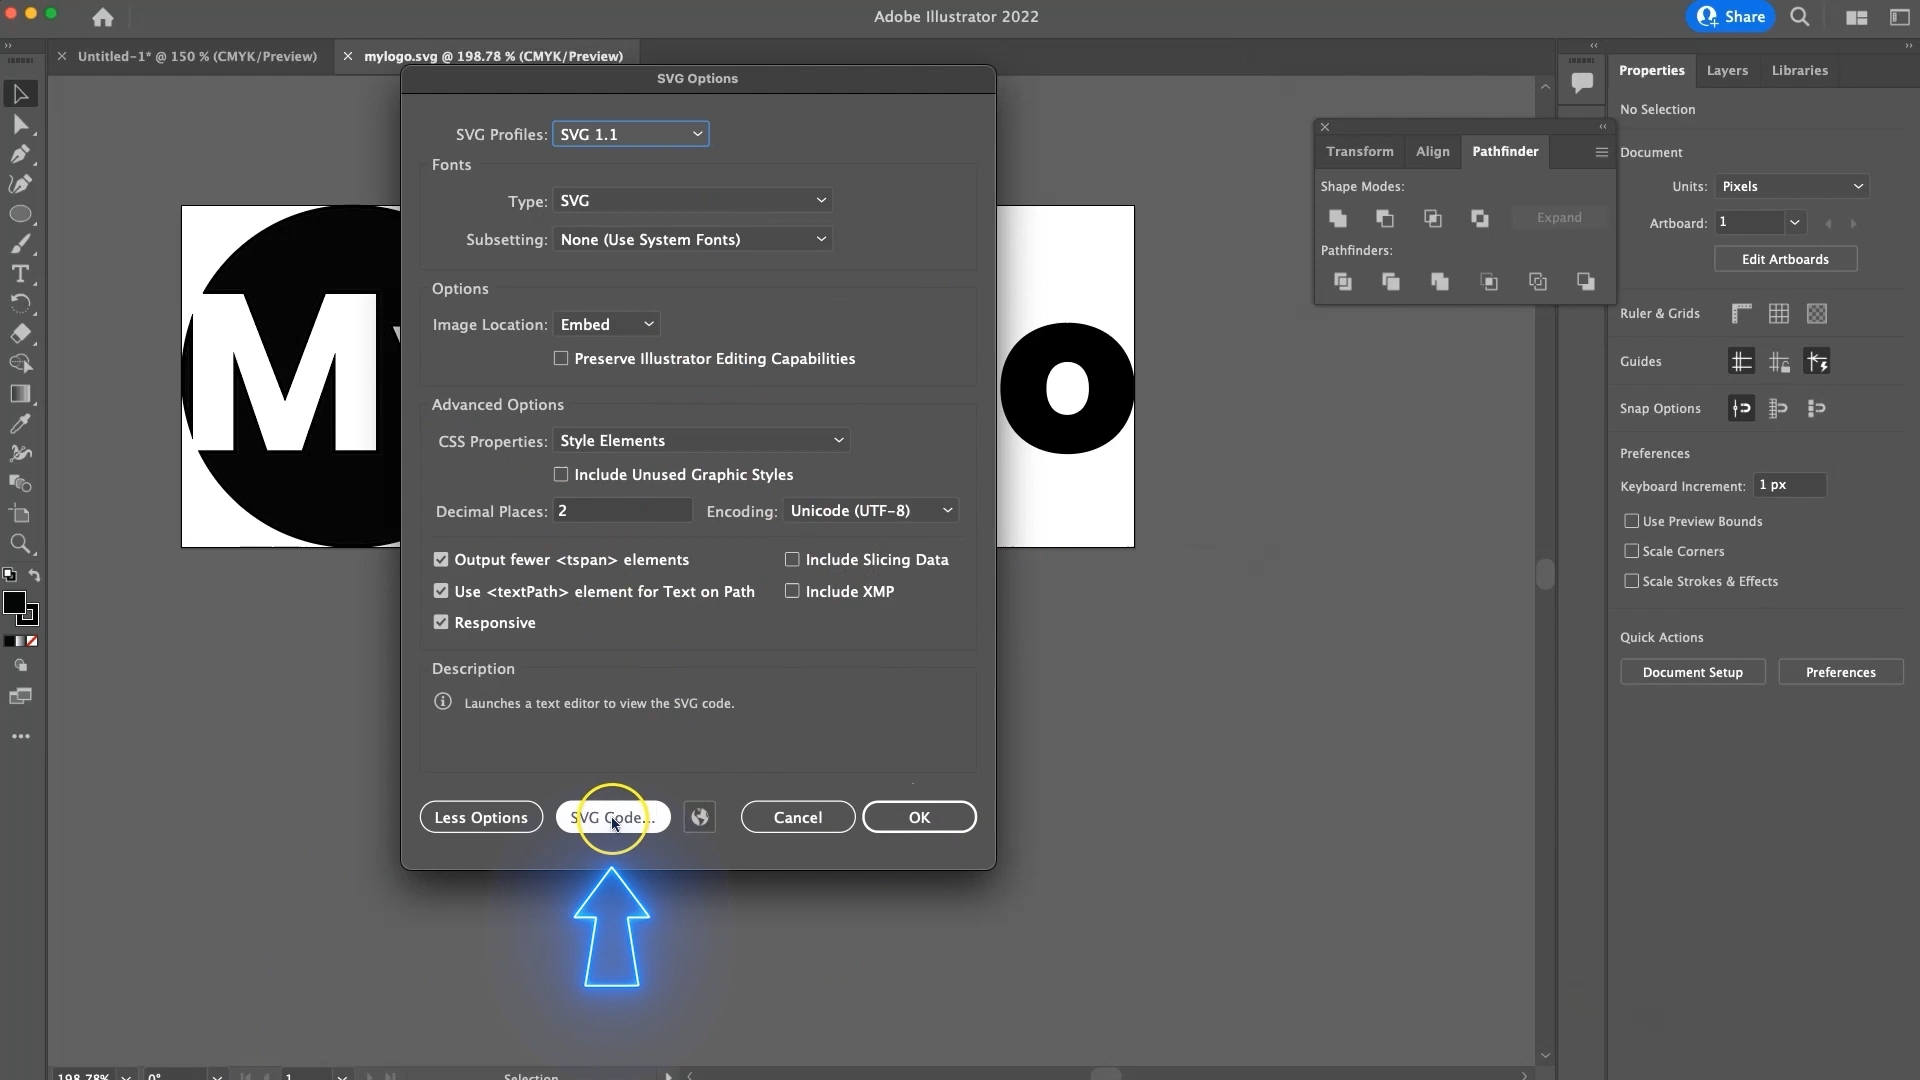 Adobe Illustrator 2022
Share
Untitled-1* @ 150 % (CMYK/Preview)
mylogo.svg @ 198.78 % (CMYK/Preview)
SVG Options
SVG Profiles: SVG 1.1
Fonts
Type: SVG
Subsetting: None (Use System Fonts)
Options
Image Location: Embed
Preserve Illustrator Editing Capabilities
Advanced Options
CSS Properties: Style Elements
Include Unused Graphic Styles
Decimal Places: 2 Encoding: Unicode (UTF-8)
Output fewer <tspan> elements Include Slicing Data
Use <textPath> element for Text on Path Include XMP
Responsive
Description
Launches a text editor to view the SVG code.
Less Options SVG Code... Cancel OK
My
o
Transform Align Pathfinder
Shape Modes:
Expand
Pathfinders:
Properties Layers Libraries
No Selection
Document
Units: Pixels
Artboard: 1
Edit Artboards
Ruler & Grids
Guides
Snap Options
Preferences
Keyboard Increment: 1 px
Use Preview Bounds
Scale Corners
Scale Strokes & Effects
Quick Actions
Document Setup Preferences
198.78% 0° 1 Selection